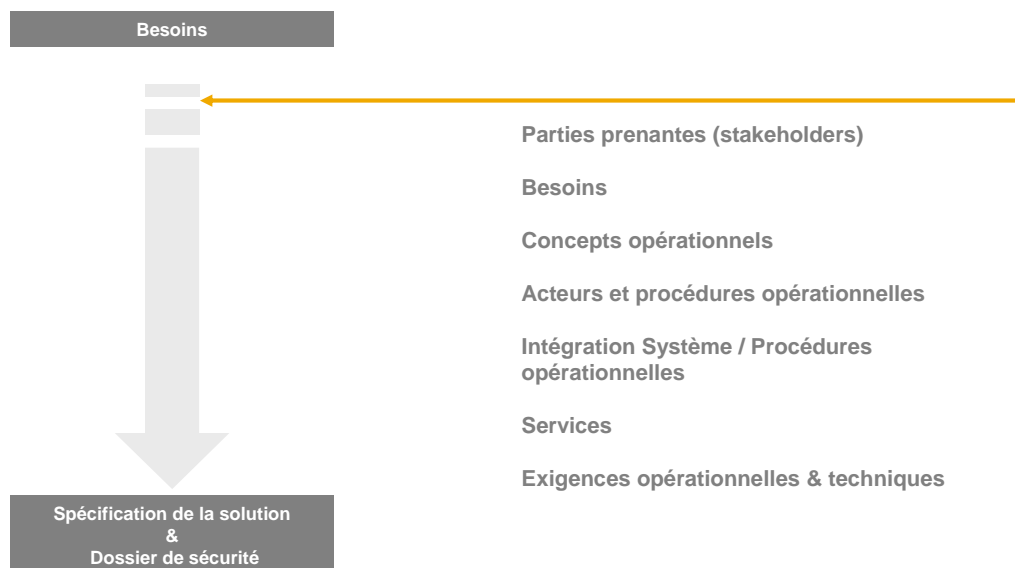 Besoins
Parties prenantes (stakeholders)
Besoins
Concepts opérationnels
Acteurs et procédures opérationnelles
Intégration Système / Procédures
opérationnelles
Services
Exigences opérationnelles & techniques
Spécification de la solution
&
Dossier de sécurité